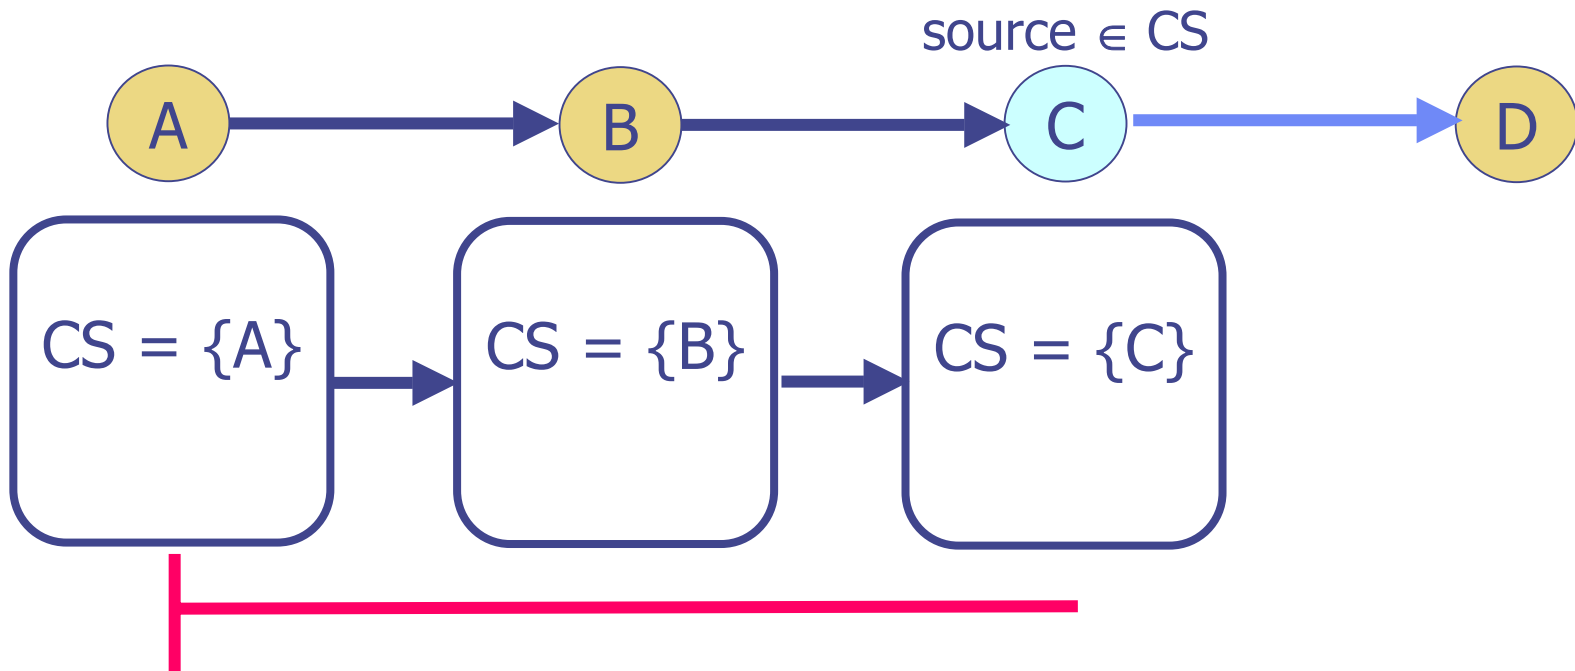 source ∈ CS
A
B
C
D
CS = {A}
CS = {B}
CS = {C}